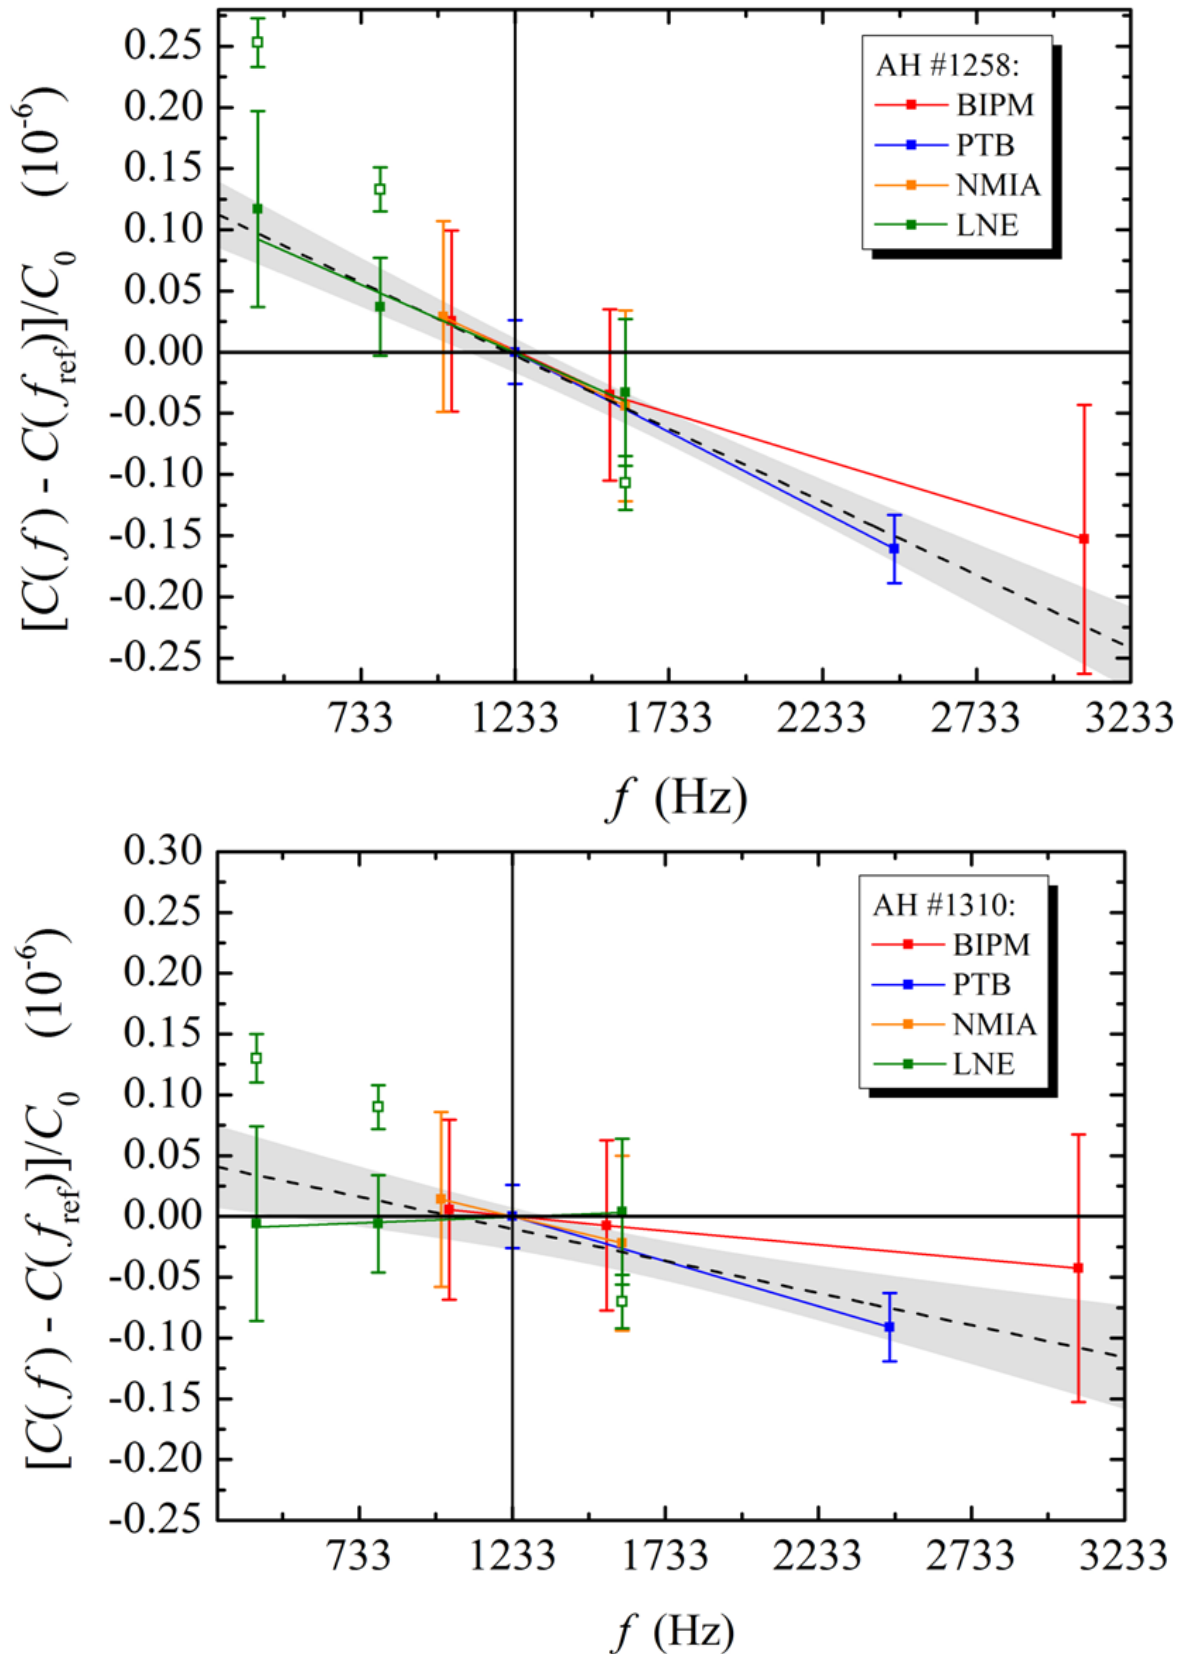 [C(f) - C(f_ref)]/C_0 (10^-6)
0.25
0.20
0.15
0.10
0.05
0.00
-0.05
-0.10
-0.15
-0.20
-0.25
AH #1258:
BIPM
PTB
NMIA
LNE
733 1233 1733 2233 2733 3233
f (Hz)
[C(f) - C(f_ref)]/C_0 (10^-6)
0.30
0.25
0.20
0.15
0.10
0.05
0.00
-0.05
-0.10
-0.15
-0.20
-0.25
AH #1310:
BIPM
PTB
NMIA
LNE
733 1233 1733 2233 2733 3233
f (Hz)